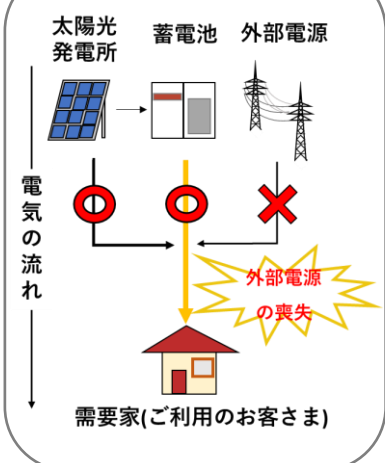 太陽光
発電所
蓄電池
外部電源
電気の流れ
外部電源
の喪失
需要家(ご利用のお客さま)